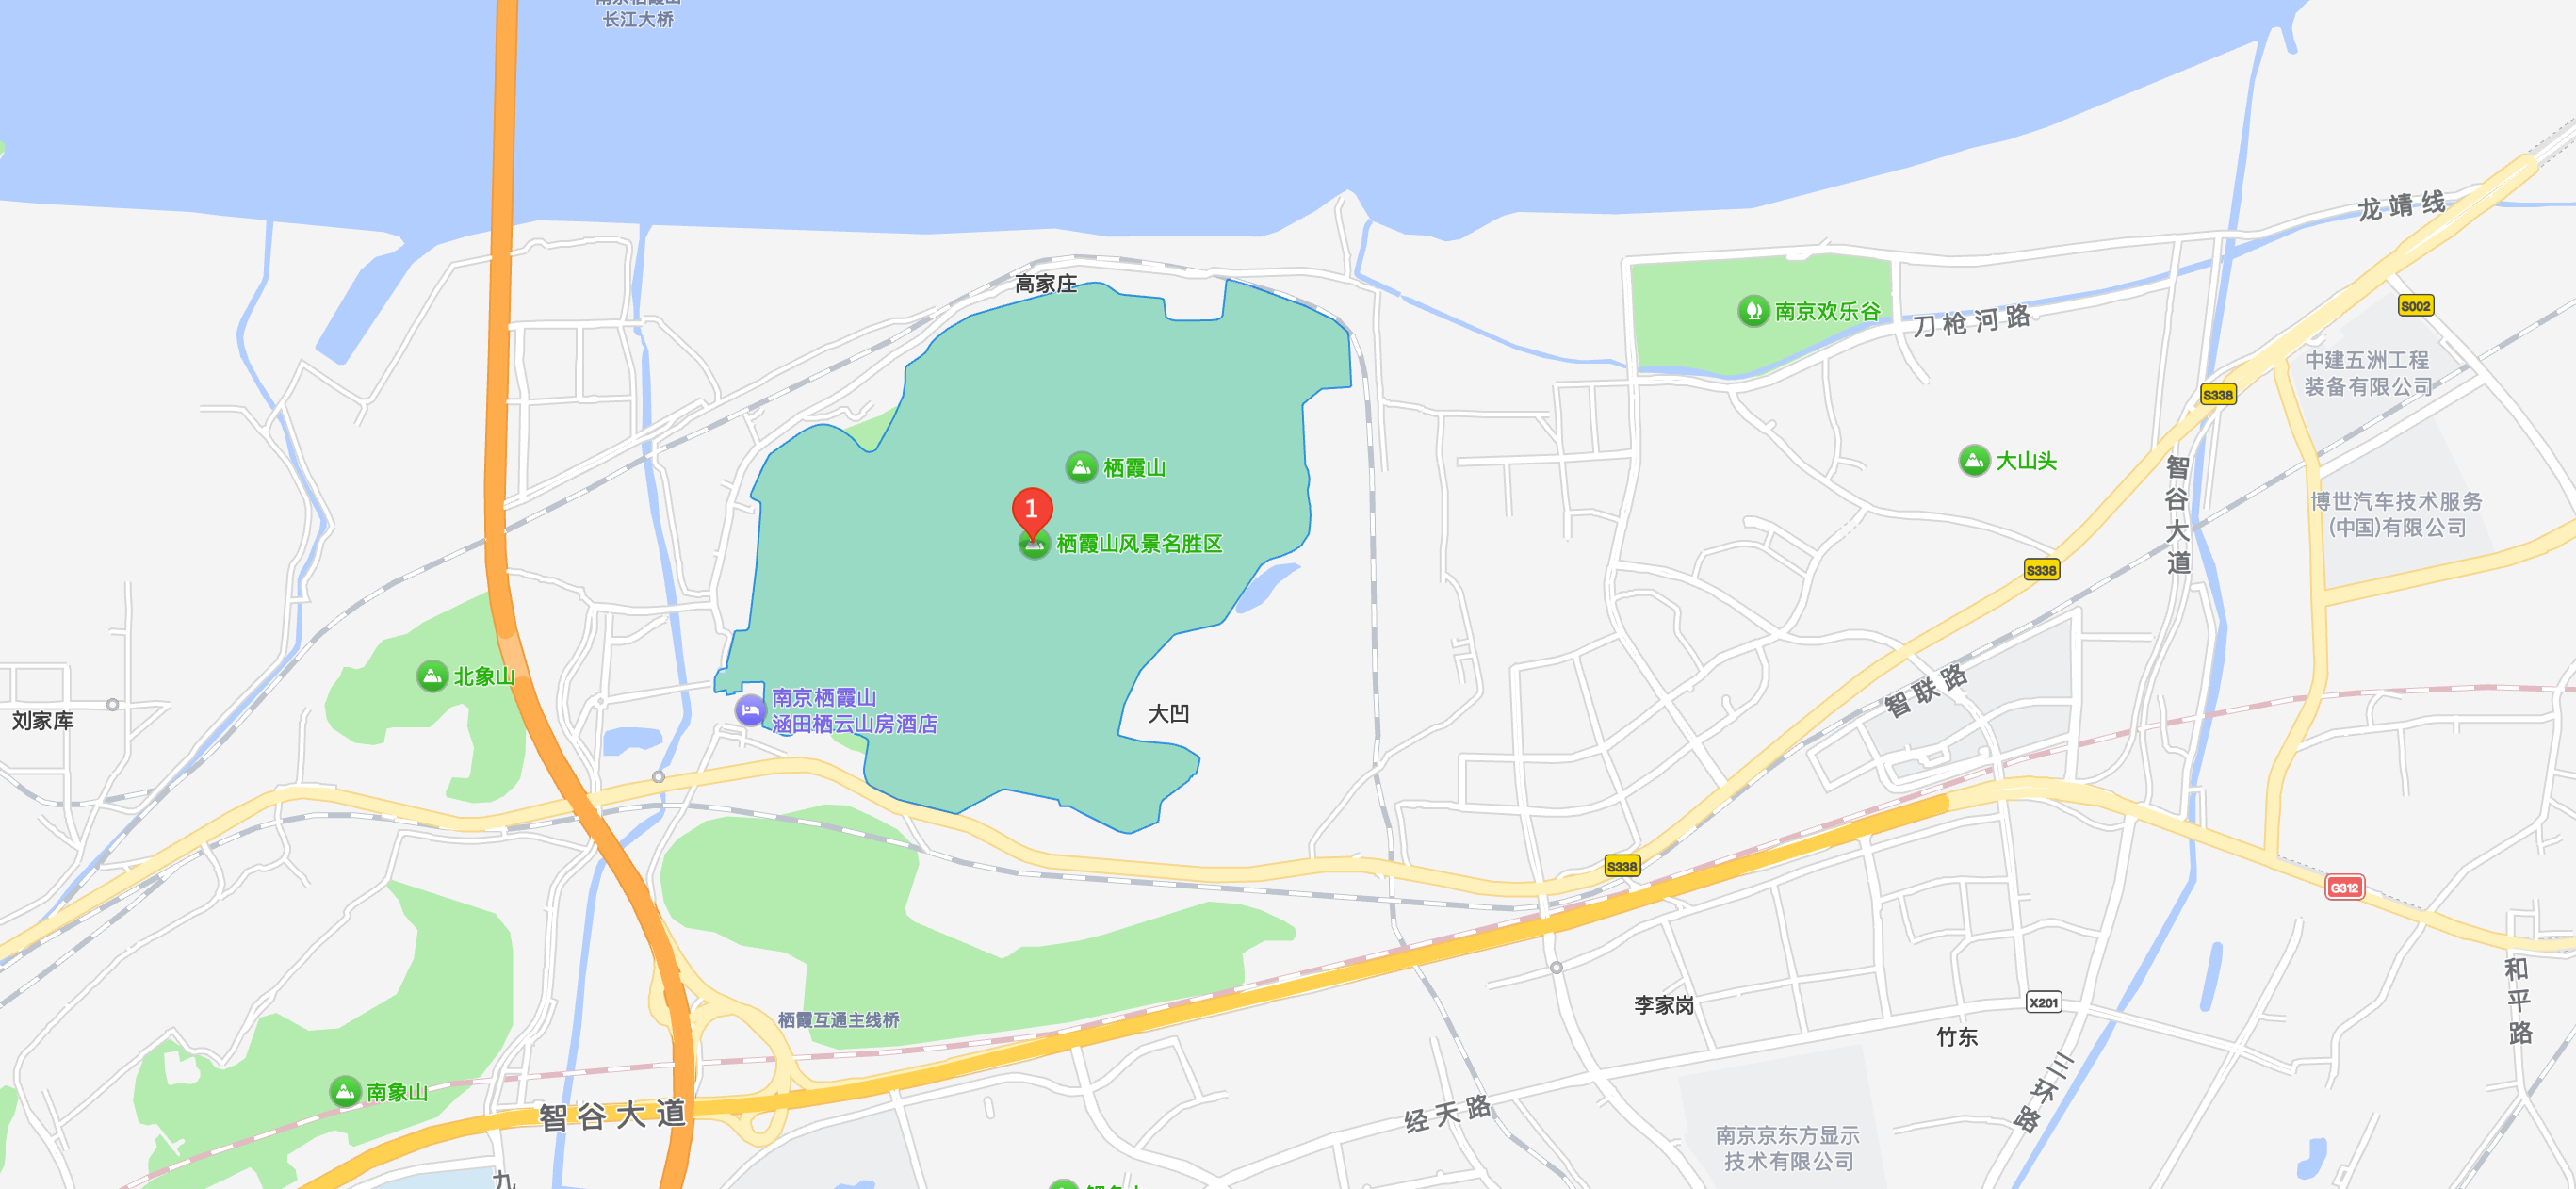 南京栖霞山
长江大桥
龙靖线
高家庄
S002
南京欢乐谷
刀枪河路
中建五洲工程
装备有限公司
S338
栖霞山
大山头
智谷大道
1
博世汽车技术服务
(中国)有限公司
栖霞山风景名胜区
S338
北象山
智联路
南京栖霞山
涵田栖云山房酒店
刘家库
大凹
S338
G312
和平路
李家岗
X201
栖霞互通主线桥
竹东
三环路
南象山
智谷大道
经天路
南京京东方显示
技术有限公司
九